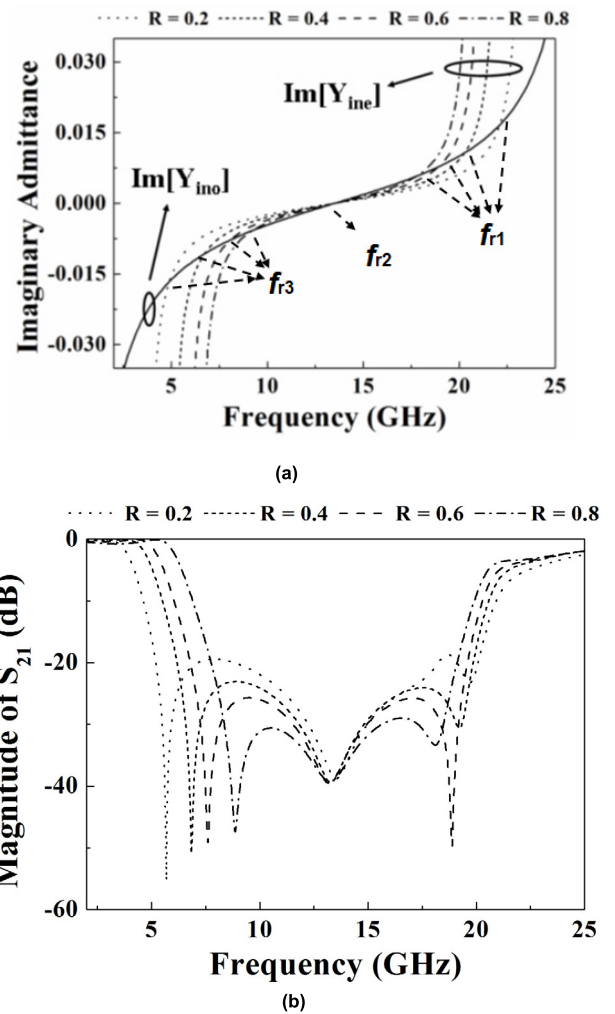 R = 0.2 R = 0.4 R = 0.6 R = 0.8
Imaginary Admittance
0.030
0.015
0.000
-0.015
-0.030
Im[Yine]
Im[Yino]
fr1
fr2
fr3
5 10 15 20 25
Frequency (GHz)
(a)
R = 0.2 R = 0.4 R = 0.6 R = 0.8
Magnitude of S21 (dB)
0
-20
-40
-60
5 10 15 20 25
Frequency (GHz)
(b)